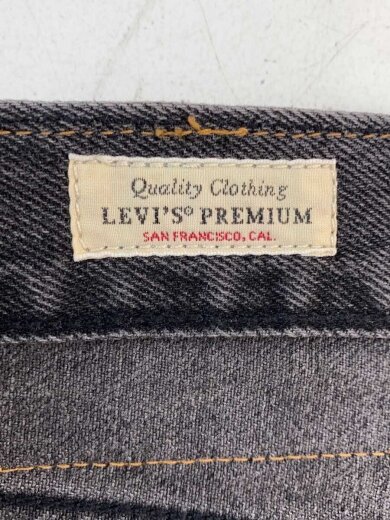 Quality Clothing
LEVI'S® PREMIUM
SAN FRANCISCO, CAL.